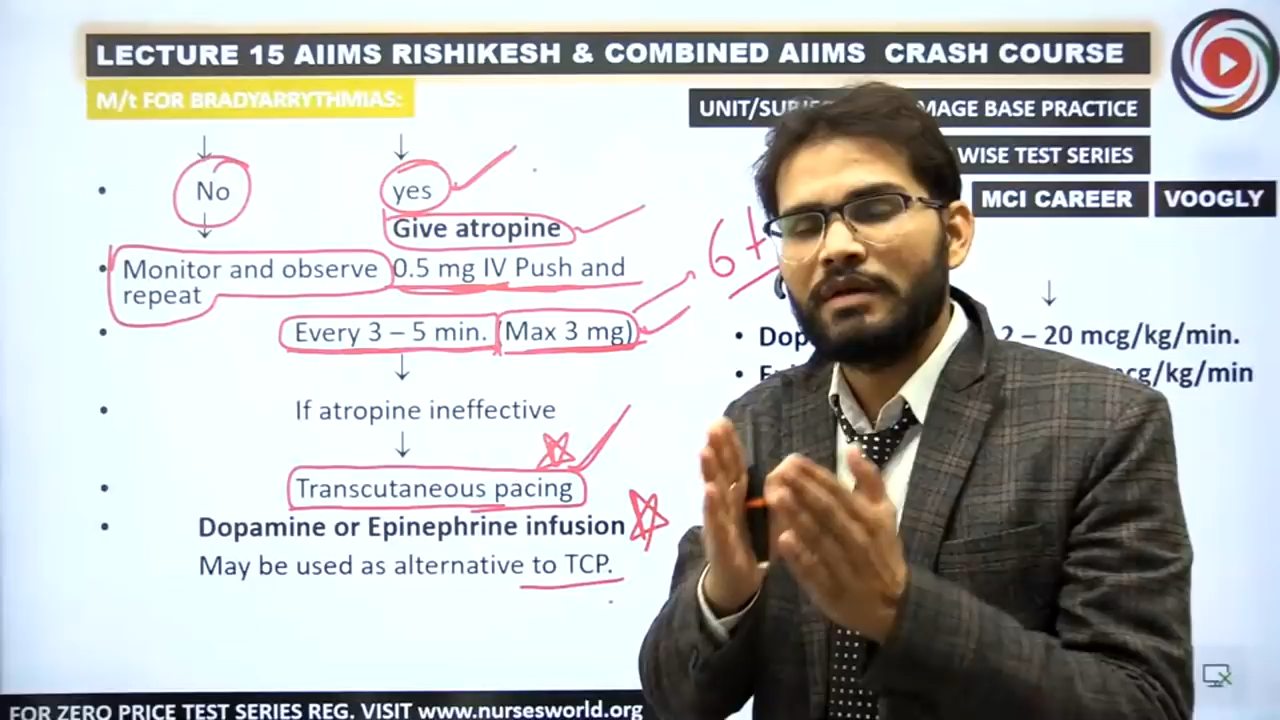 LECTURE 15 AIIMS RISHIKESH & COMBINED AIIMS CRASH COURSE
M/t FOR BRADYARRYTHMIAS:
No
yes
Give atropine
Monitor and observe 0.5 mg IV Push and
repeat
Every 3 – 5 min. (Max 3 mg)
If atropine ineffective
Transcutaneous pacing
Dopamine or Epinephrine infusion
May be used as alternative to TCP.
MAGE BASE PRACTICE
WISE TEST SERIES
MCI CAREER
VOOGLY
2 – 20 mcg/kg/min.
cg/kg/min
FOR ZERO PRICE TEST SERIES REG. VISIT www.nursesworld.org